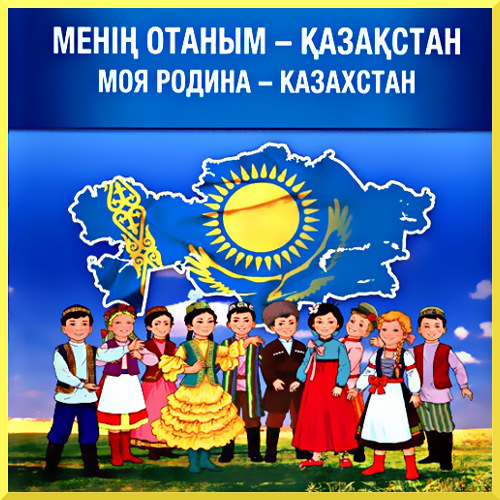 МЕНІҢ ОТАНЫМ – ҚАЗАҚСТАН
МОЯ РОДИНА – КАЗАХСТАН